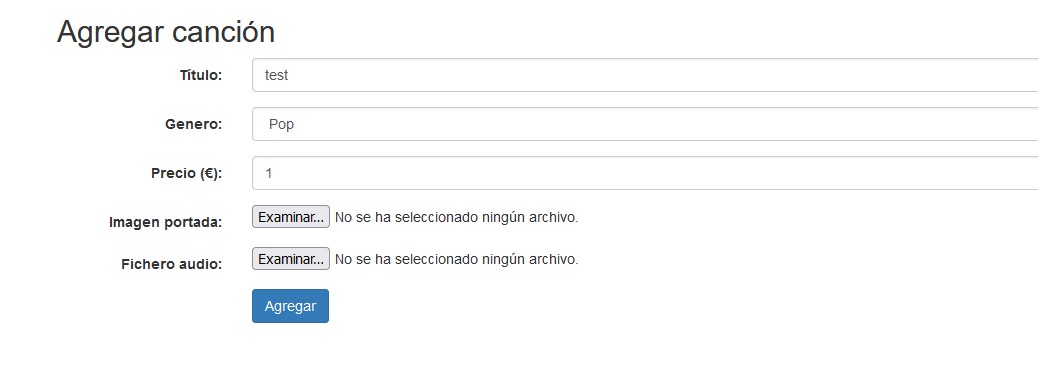 Agregar canción
Título: test
Genero: Pop
Precio (€): 1
Imagen portada: Examinar... No se ha seleccionado ningún archivo.
Fichero audio: Examinar... No se ha seleccionado ningún archivo.
Agregar